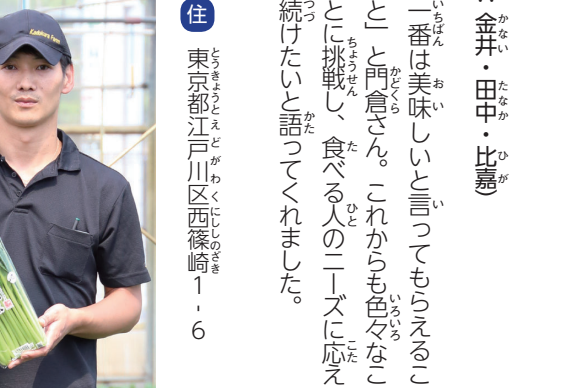 金井・田中・比嘉）
一番は美味しいと言ってもらえるこ
と」と門倉さん。これからも色々なこ
とに挑戦し、食べる人のニーズに応え
続けたいと語ってくれました。
住 東京都江戸川区西篠崎1-6